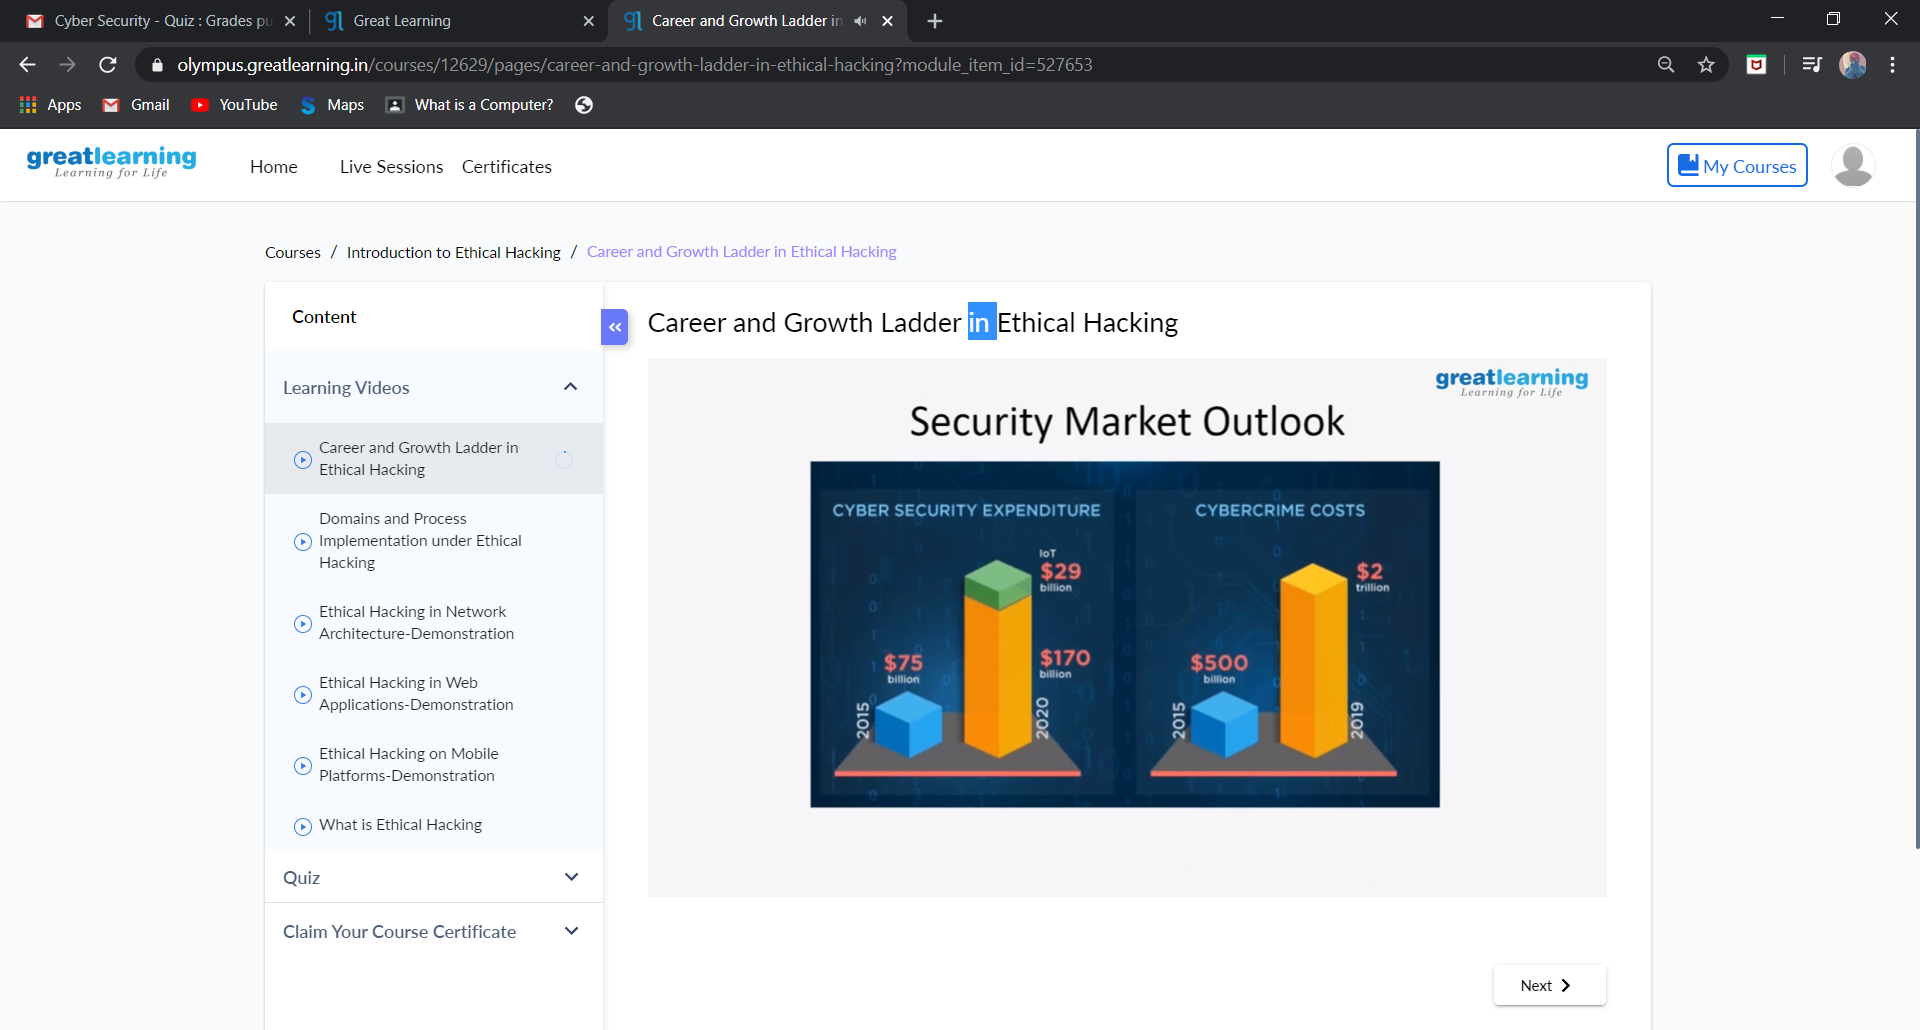 Cyber Security - Quiz : Grades pu
Great Learning
Career and Growth Ladder in
olympus.greatlearning.in/courses/12629/pages/career-and-growth-ladder-in-ethical-hacking?module_item_id=527653
Apps Gmail YouTube Maps What is a Computer?
greatlearning
Learning for Life
Home Live Sessions Certificates
My Courses
Courses / Introduction to Ethical Hacking / Career and Growth Ladder in Ethical Hacking
Content
Learning Videos
Career and Growth Ladder in
Ethical Hacking
Domains and Process
Implementation under Ethical
Hacking
Ethical Hacking in Network
Architecture-Demonstration
Ethical Hacking in Web
Applications-Demonstration
Ethical Hacking on Mobile
Platforms-Demonstration
What is Ethical Hacking
Quiz
Claim Your Course Certificate
Career and Growth Ladder in Ethical Hacking
greatlearning
Learning for Life
Security Market Outlook
CYBER SECURITY EXPENDITURE
IoT
$29
billion
$75
billion
$170
billion
2015
2020
CYBERCRIME COSTS
$2
trillion
$500
billion
2015
2019
Next